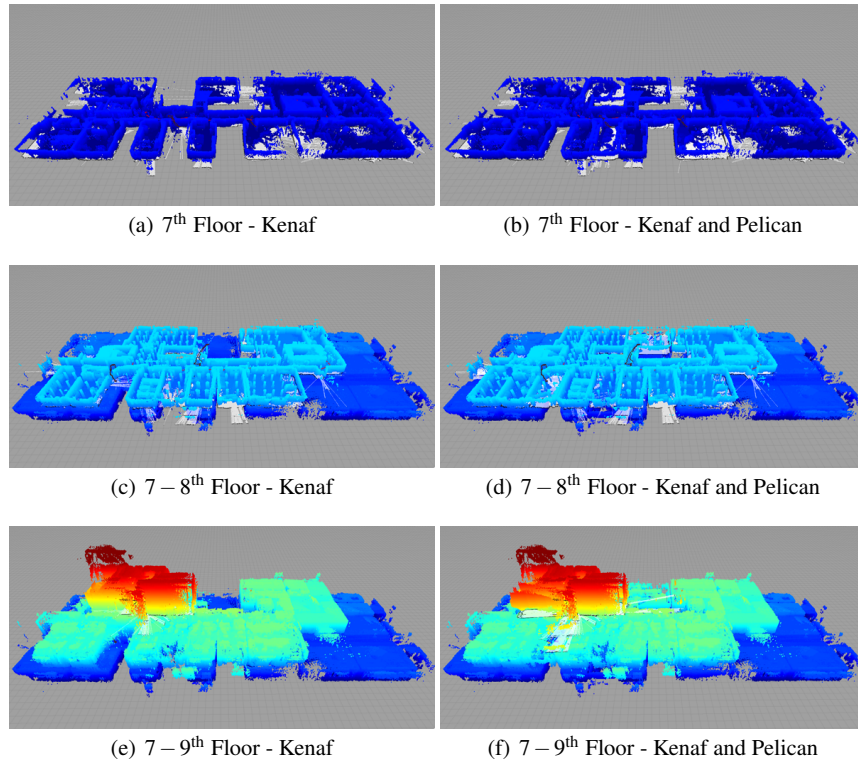 (a) 7th Floor - Kenaf
(b) 7th Floor - Kenaf and Pelican
(c) 7 – 8th Floor - Kenaf
(d) 7 – 8th Floor - Kenaf and Pelican
(e) 7 – 9th Floor - Kenaf
(f) 7 – 9th Floor - Kenaf and Pelican